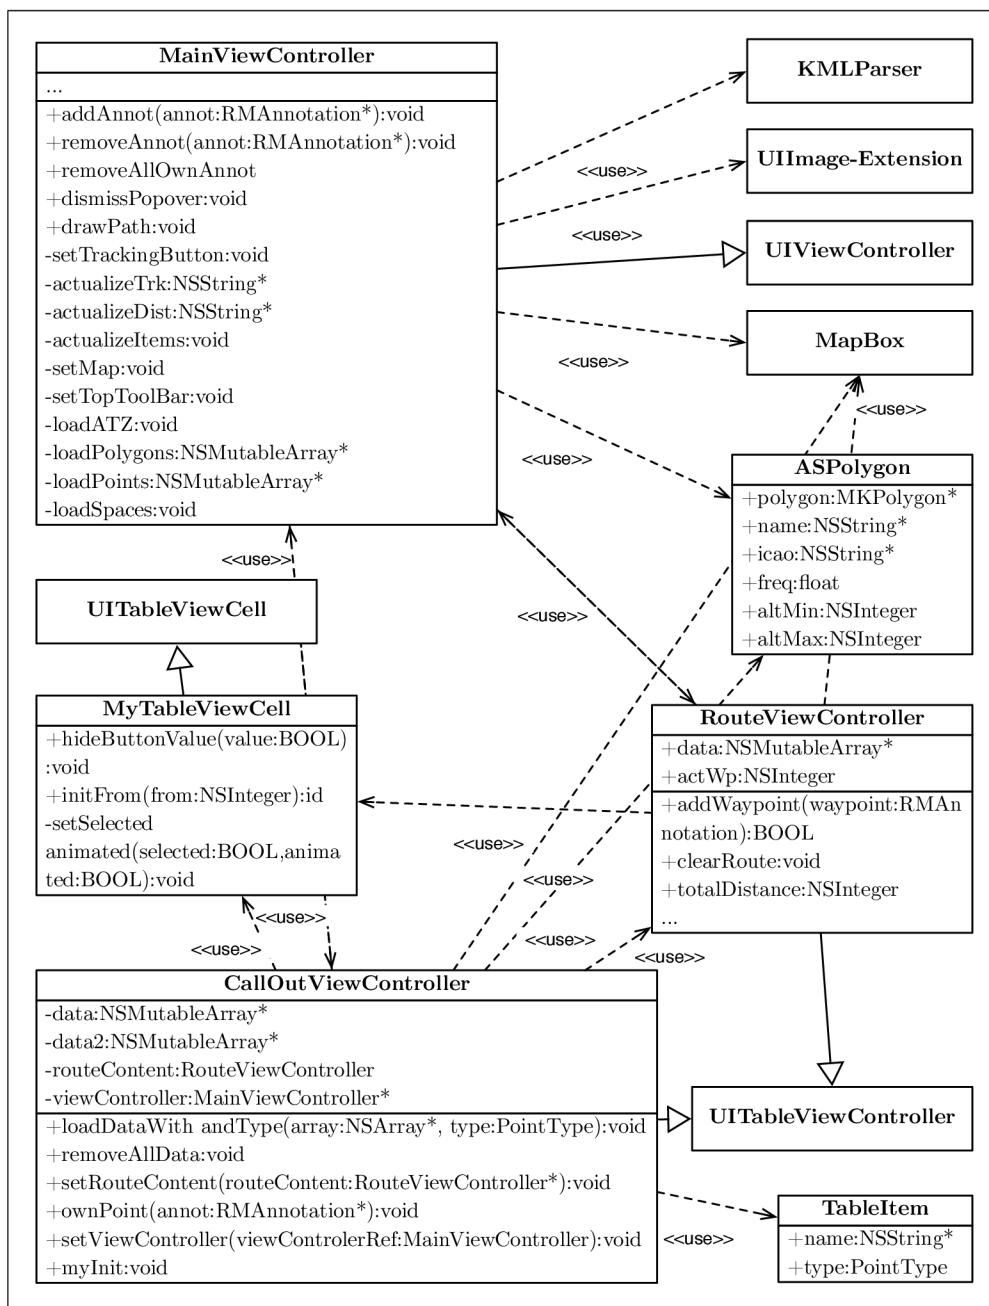 MainViewController
...
+addAnnot(annot:RMAnnotation*):void
+removeAnnot(annot:RMAnnotation*):void
+removeAllOwnAnnot
+dismissPopover:void
+drawPath:void
-setTrackingButton:void
-actualizeTrk:NSString*
-actualizeDist:NSString*
-actualizeItems:void
-setMap:void
-setTopToolBar:void
-loadATZ:void
-loadPolygons:NSMutableArray*
-loadPoints:NSMutableArray*
-loadSpaces:void
KMLParser
<<use>>
UIImage-Extension
<<use>>
UIViewController
MapBox
<<use>>
<<use>>
<<use>>
ASPolygon
+polygon:MKPolygon*
+name:NSString*
+icao:NSString*
+freq:float
+altMin:NSInteger
+altMax:NSInteger
<<use>>
UITableViewCell
<<use>>
MyTableViewCell
+hideButtonValue(value:BOOL)
:void
+initFrom(from:NSInteger):id
-setSelected
animated(selected:BOOL,anima
ted:BOOL):void
RouteViewController
+data:NSMutableArray*
+actWp:NSInteger
+addWaypoint(waypoint:RMAn
notation):BOOL
+clearRoute:void
+totalDistance:NSInteger
...
<<use>>
<<use>>
<<use>>
<<use>>
<<use>>
<<use>>
CallOutViewController
-data:NSMutableArray*
-data2:NSMutableArray*
-routeContent:RouteViewController
-viewController:MainViewController*
+loadDataWith andType(array:NSArray*, type:PointType):void
+removeAllData:void
+setRouteContent(routeContent:RouteViewController*):void
+ownPoint(annot:RMAnnotation*):void
+setViewController(viewControlerRef:MainViewController):void
+myInit:void
UITableViewController
<<use>>
TableItem
+name:NSString*
+type:PointType